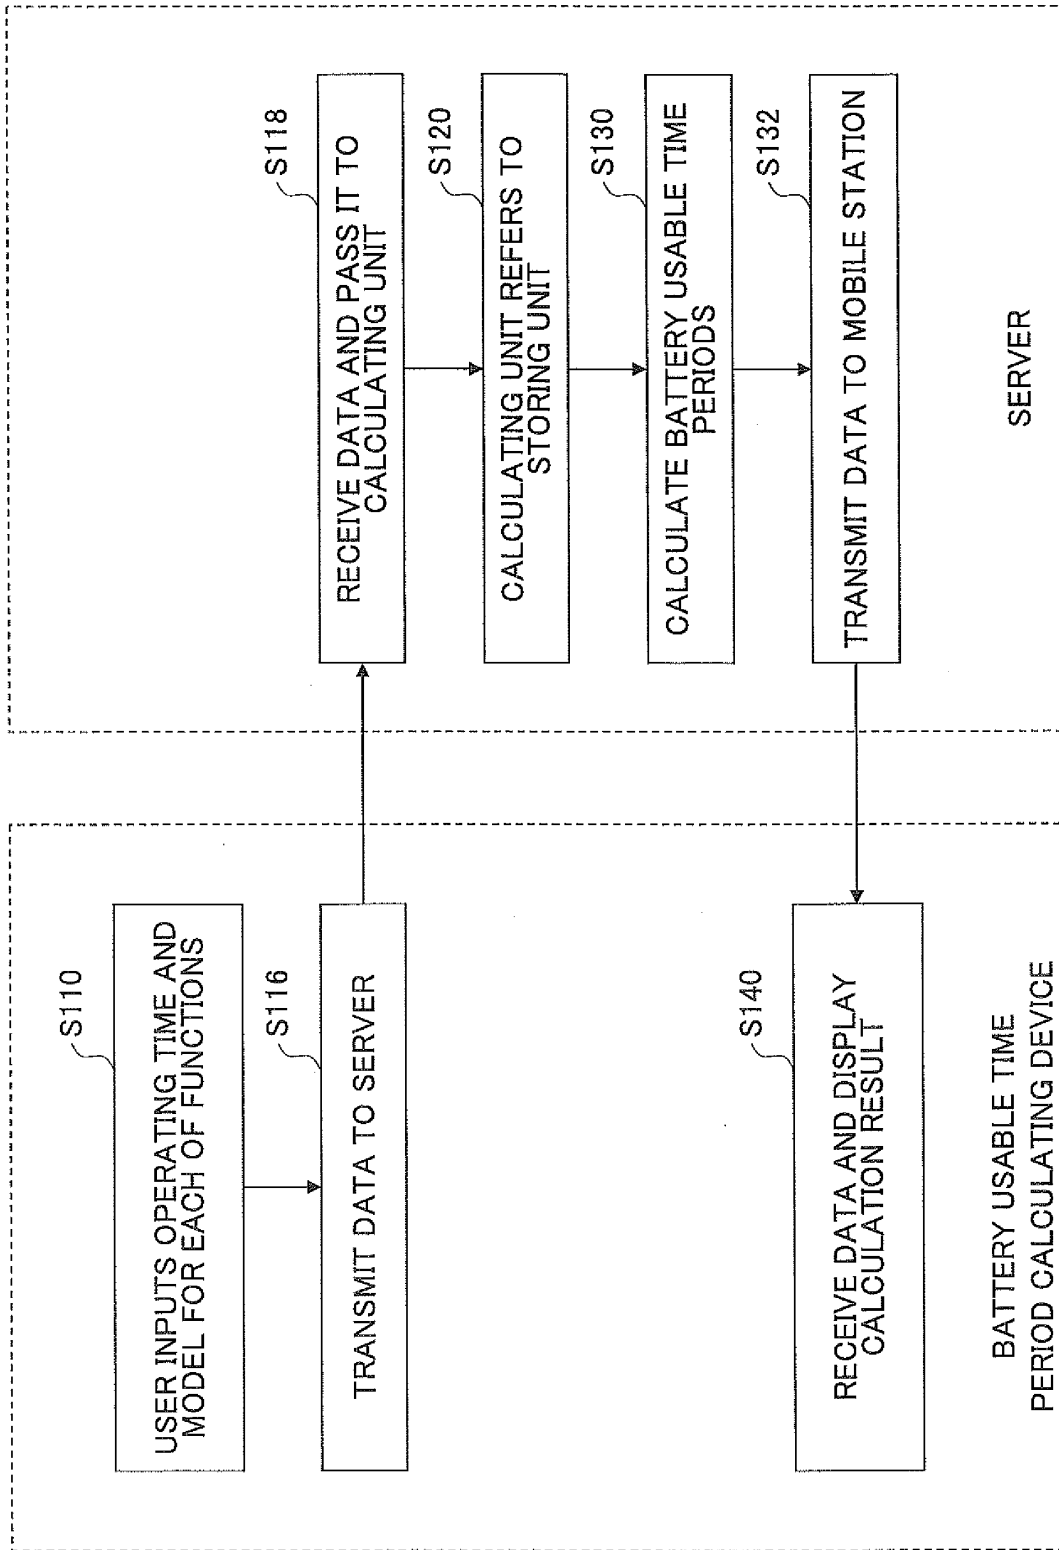 S110
USER INPUTS OPERATING TIME AND
MODEL FOR EACH OF FUNCTIONS
S116
TRANSMIT DATA TO SERVER
S140
RECEIVE DATA AND DISPLAY
CALCULATION RESULT
BATTERY USABLE TIME
PERIOD CALCULATING DEVICE
S118
RECEIVE DATA AND PASS IT TO
CALCULATING UNIT
S120
CALCULATING UNIT REFERS TO
STORING UNIT
S130
CALCULATE BATTERY USABLE TIME
PERIODS
S132
TRANSMIT DATA TO MOBILE STATION
SERVER